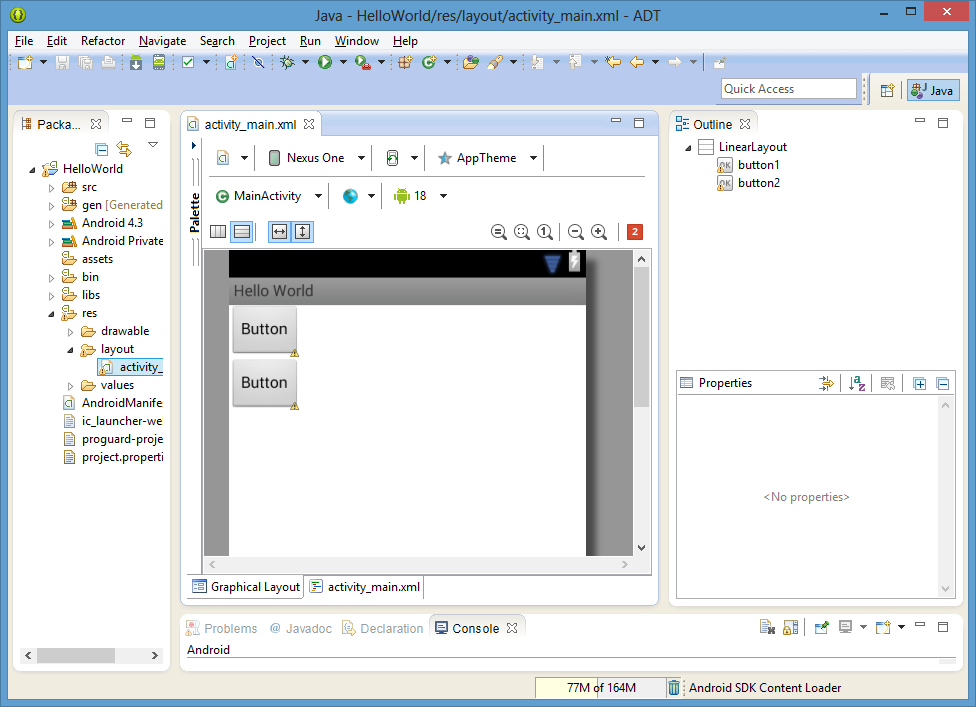 Java - HelloWorld/res/layout/activity_main.xml - ADT
File Edit Refactor Navigate Search Project Run Window Help
Quick Access
Java
Packa...
HelloWorld
src
gen [Generated
Android 4.3
Android Private
assets
bin
libs
res
drawable
layout
activity_
values
AndroidManife
ic_launcher-we
proguard-proje
project.properti
activity_main.xml
Palette
Nexus One
AppTheme
MainActivity
18
1
2
Hello World
Button
Button
Graphical Layout
activity_main.xml
Outline
LinearLayout
OK button1
OK button2
Properties
<No properties>
Problems @ Javadoc Declaration Console
Android
77M of 164M
Android SDK Content Loader